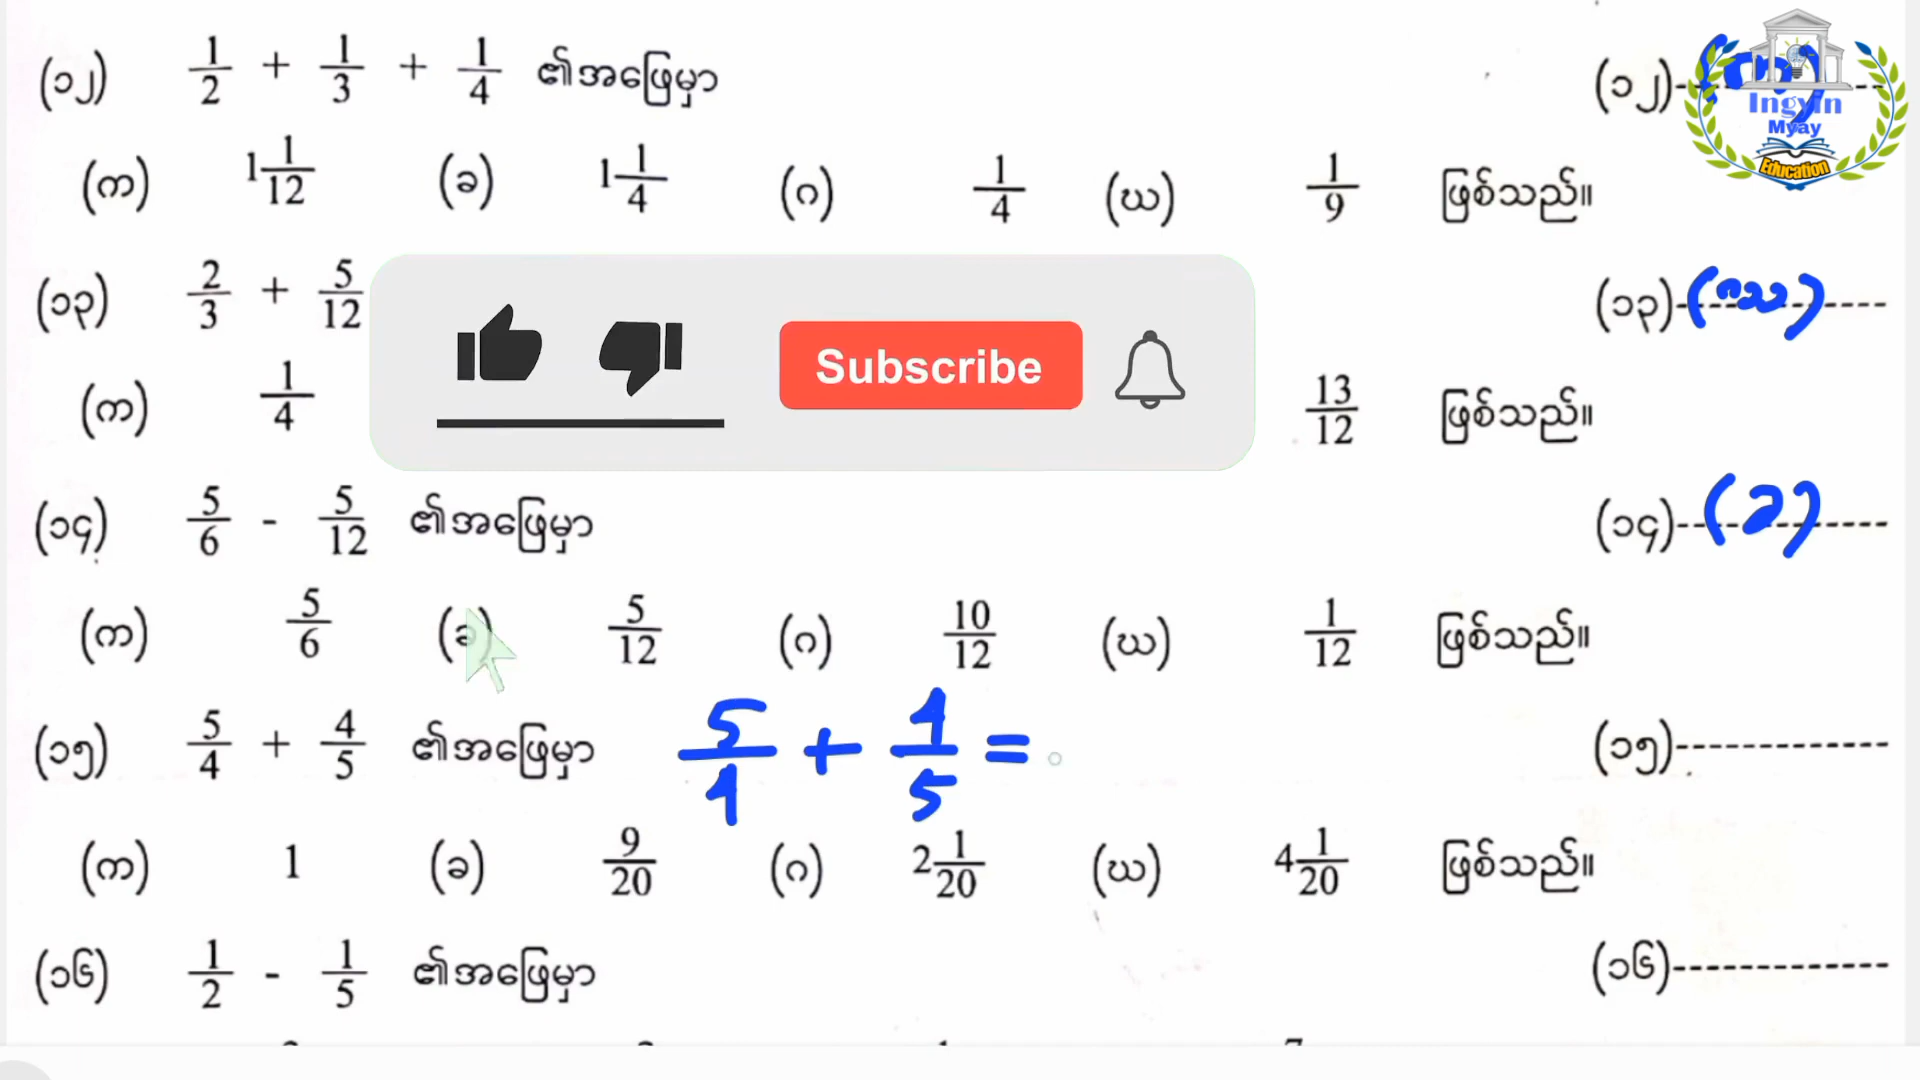 (၁၂) 1/2 + 1/3 + 1/4 ၏အဖြေမှာ (၁၂)----- (က)
Ingyin
Myay
Education
(က) 1 1/12 (ခ) 1 1/4 (ဂ) 1/4 (ဃ) 1/9 ဖြစ်သည်။
(၁၃) 2/3 + 5/12 (၁၃)----- (ဃ) -----
Subscribe
(က) 1/4 13/12 ဖြစ်သည်။
(၁၄) 5/6 - 5/12 ၏အဖြေမှာ (၁၄)----- (ခ) -----
(က) 5/6 (ခ) 5/12 (ဂ) 10/12 (ဃ) 1/12 ဖြစ်သည်။
(၁၅) 5/4 + 4/5 ၏အဖြေမှာ 5/4 + 4/5 = (၁၅)-------------
(က) 1 (ခ) 9/20 (ဂ) 2 1/20 (ဃ) 4 1/20 ဖြစ်သည်။
(၁၆) 1/2 - 1/5 ၏အဖြေမှာ (၁၆)-------------